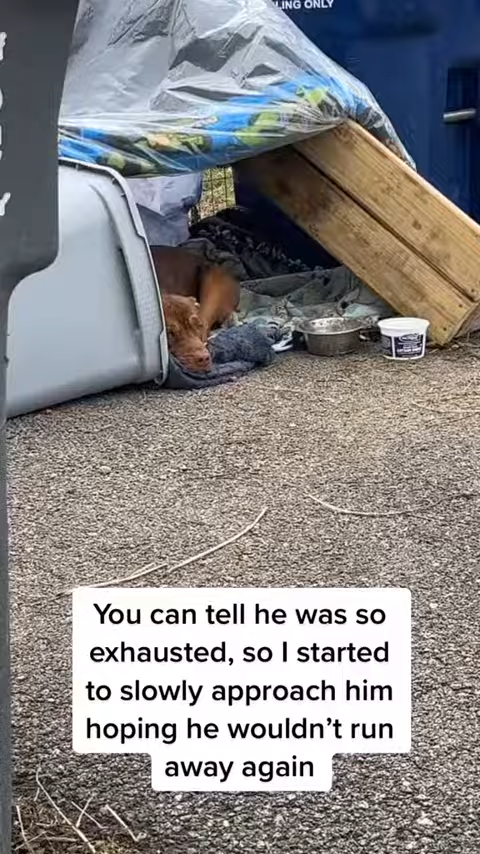 LING ONLY
You can tell he was so
exhausted, so I started
to slowly approach him
hoping he wouldn’t run
away again